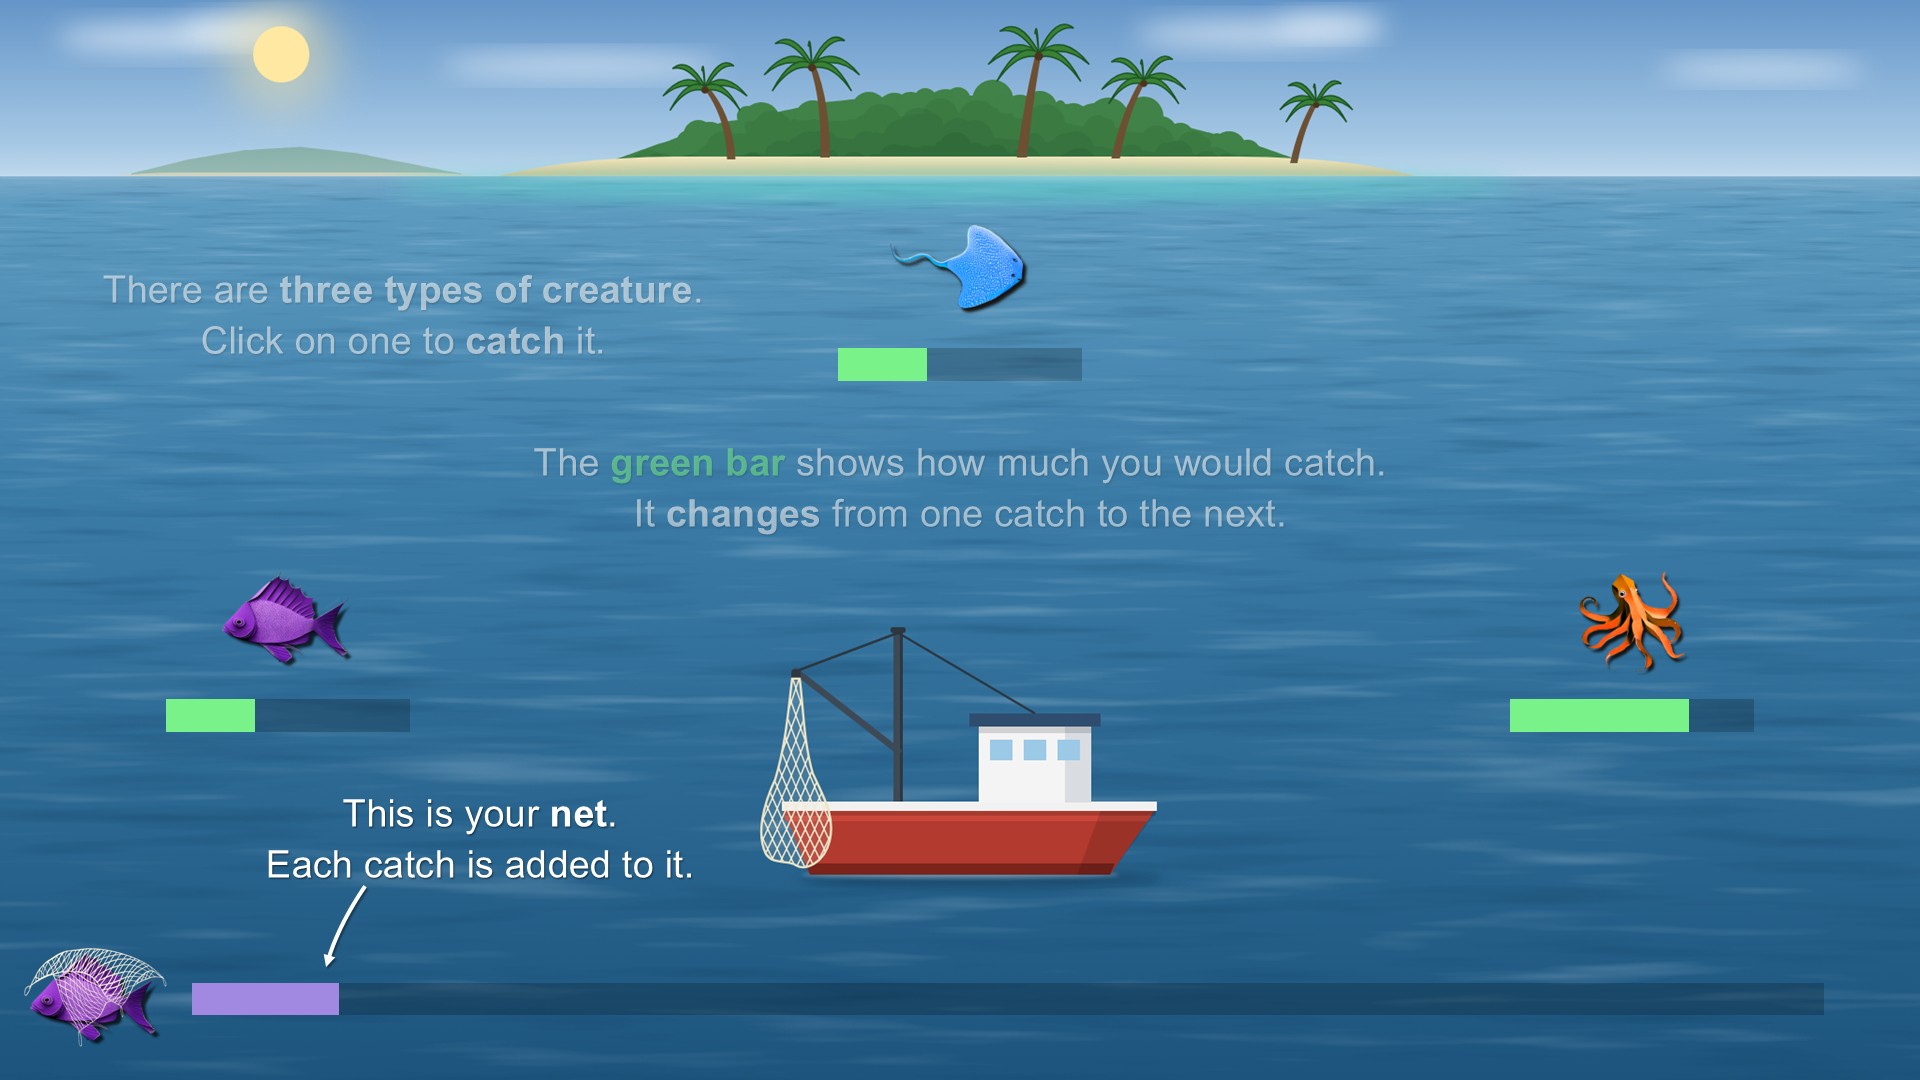 There are three types of creature.
Click on one to catch it.
The green bar shows how much you would catch.
It changes from one catch to the next.
This is your net.
Each catch is added to it.